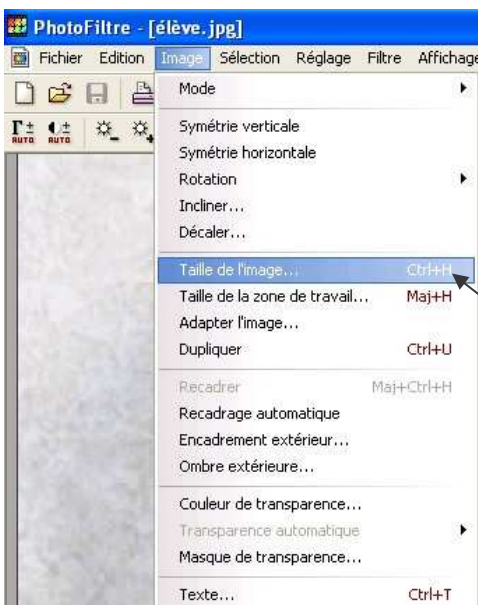 PhotoFiltre - [élève.jpg]
Fichier Edition Image Sélection Réglage Filtre Affichage
Mode
AUTO AUTO
Symétrie verticale
Symétrie horizontale
Rotation
Incliner...
Décaler...
Taille de l'image... Ctrl+H
Taille de la zone de travail... Maj+H
Adapter l'image...
Dupliquer Ctrl+U
Recadrer Maj+Ctrl+H
Recadrage automatique
Encadrement extérieur...
Ombre extérieure...
Couleur de transparence...
Transparence automatique
Masque de transparence...
Texte... Ctrl+T